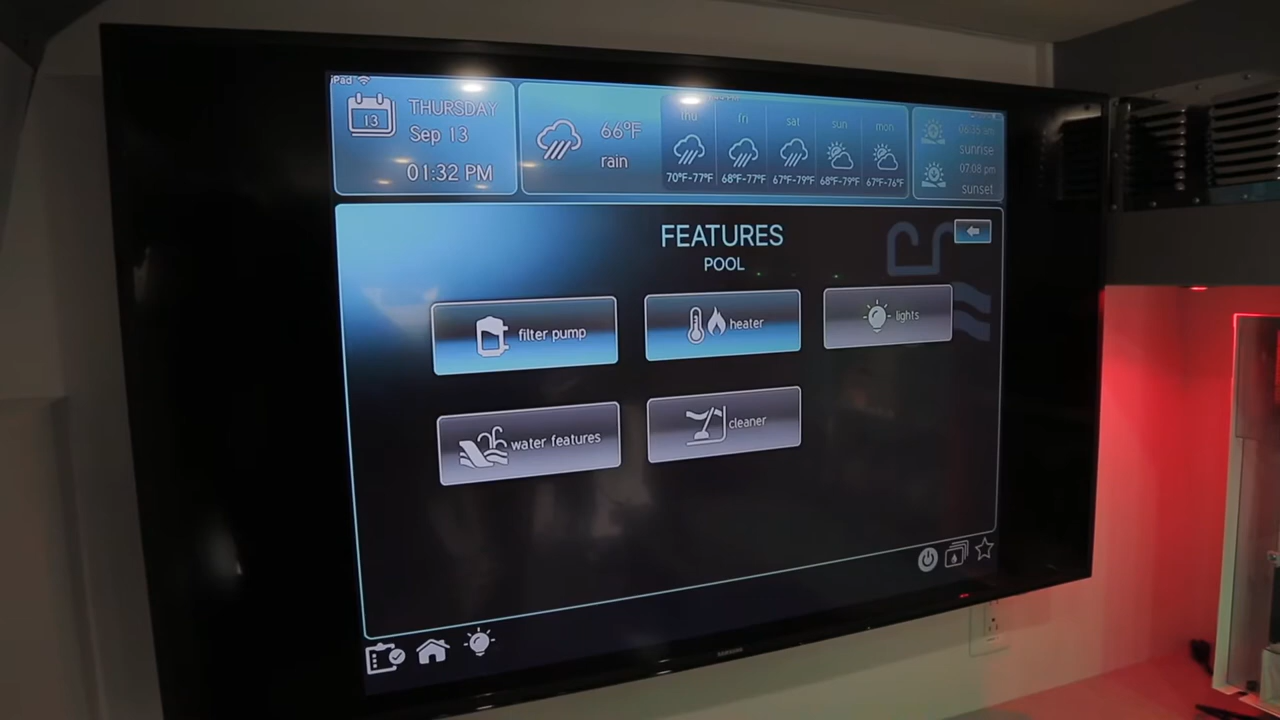 iPad
THURSDAY
Sep 13
13
01:32 PM
66°F
rain
thu
fri
sat
sun
mon
70°F-77°F
68°F-77°F
67°F-79°F
68°F-79°F
67°F-76°F
sunrise
07:08 pm
sunset
FEATURES
POOL
filter pump
heater
lights
water features
cleaner
SAMSUNG